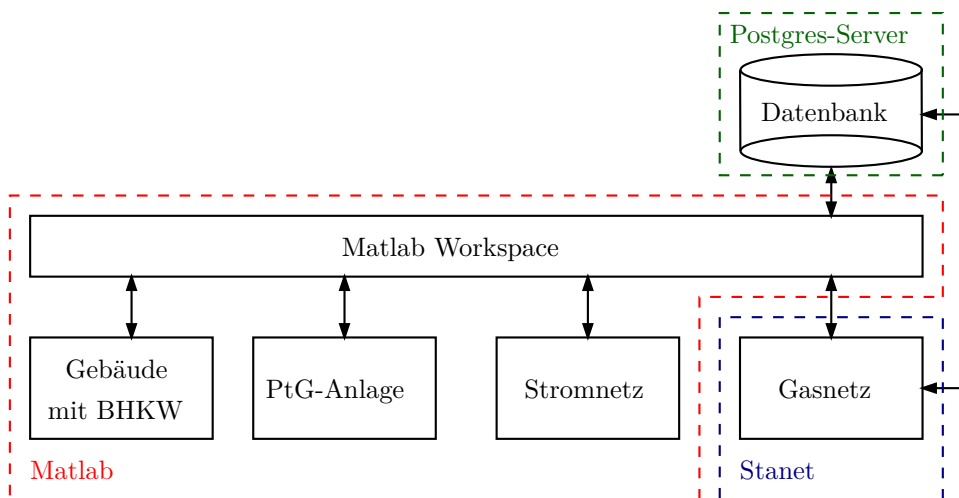 Postgres-Server
Datenbank
Matlab Workspace
Gebäude
mit BHKW
PtG-Anlage
Stromnetz
Gasnetz
Matlab
Stanet